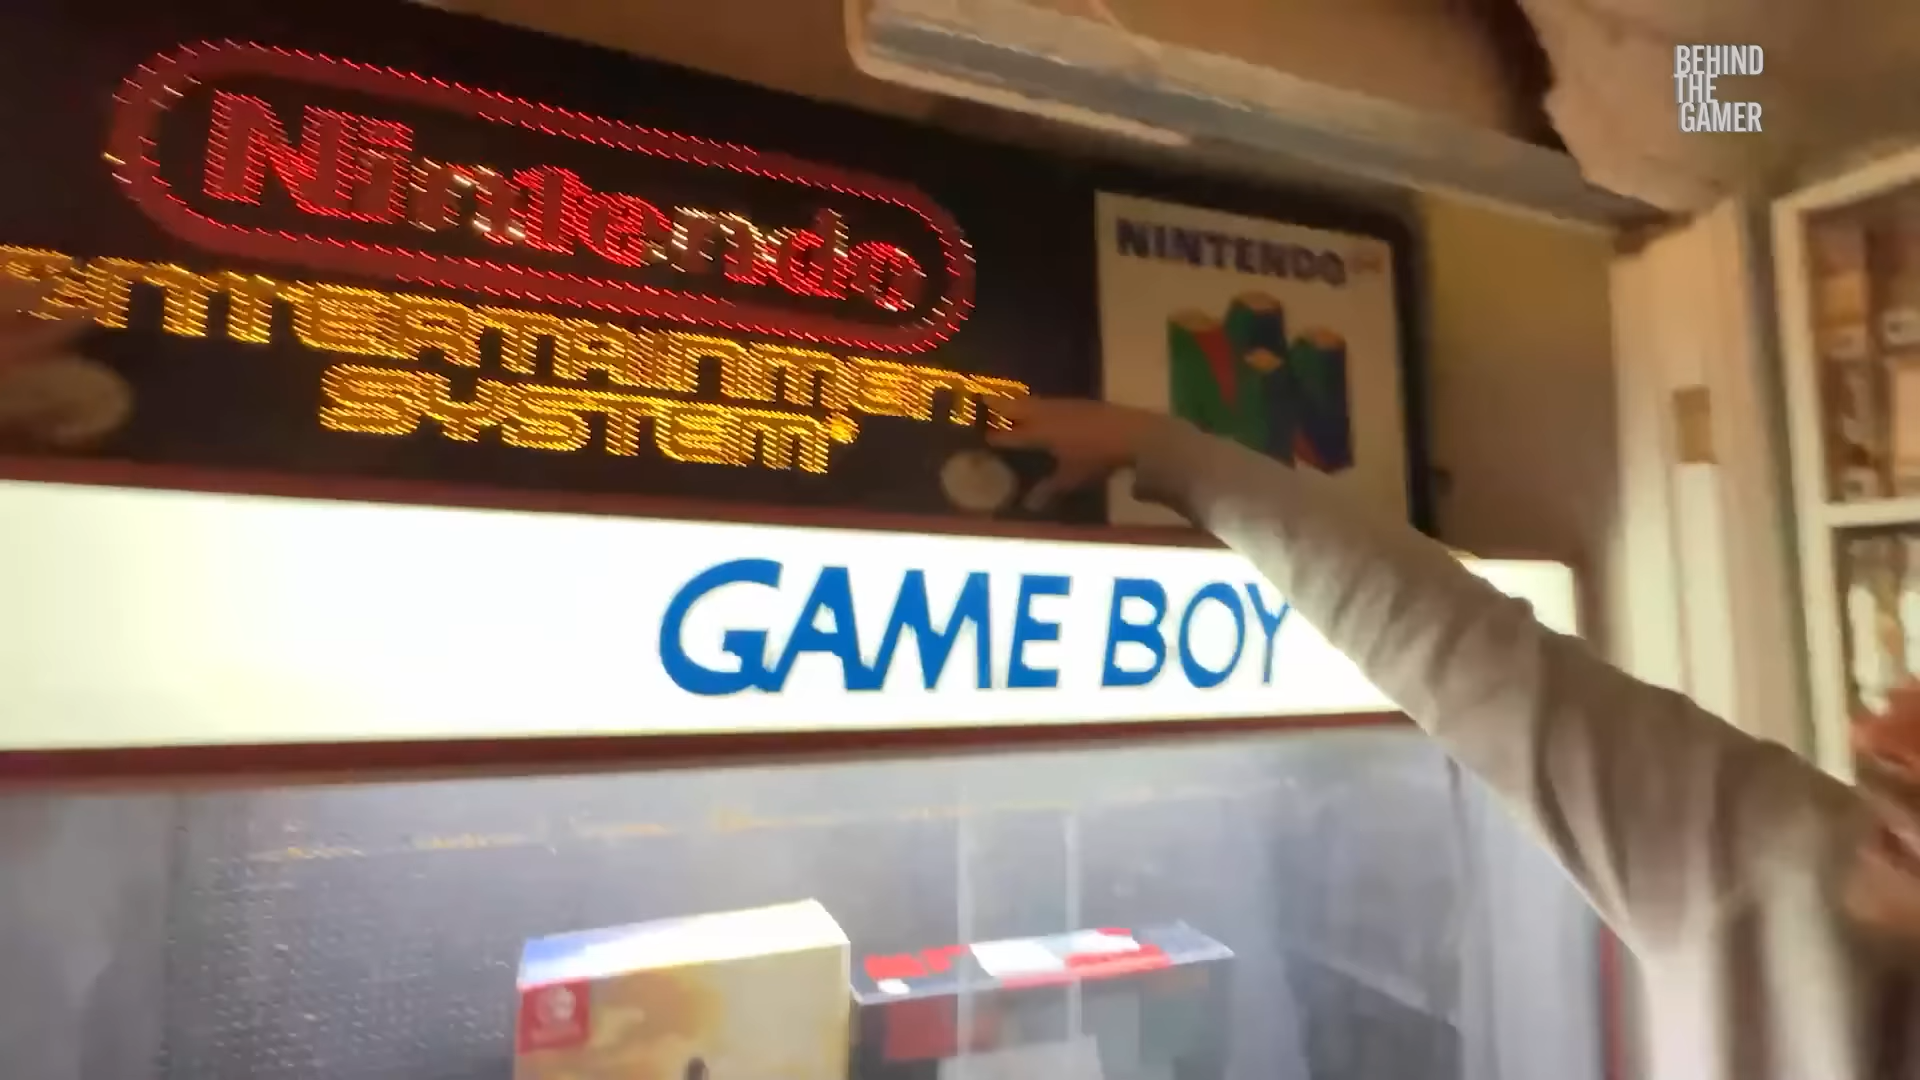 BEHIND
THE
GAMER
Nintendo
ENTERTAINMENT
SYSTEM
NINTENDO
GAME BOY